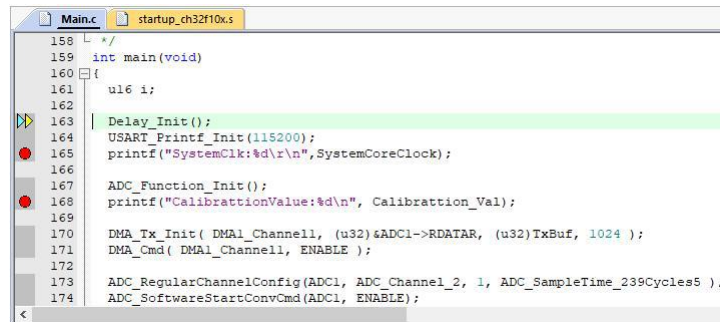 Main.c startup_ch32f10x.s
158 */
159 int main(void)
160 {
161 u16 i;
162
163 Delay_Init();
164 USART_Printf_Init(115200);
165 printf("SystemClk:%d\r\n",SystemCoreClock);
166
167 ADC_Function_Init();
168 printf("CalibrattionValue:%d\n", Calibrattion_Val);
169
170 DMA_Tx_Init( DMA1_Channel1, (u32)&ADC1->RDATAR, (u32)TxBuf, 1024 );
171 DMA_Cmd( DMA1_Channel1, ENABLE );
172
173 ADC_RegularChannelConfig(ADC1, ADC_Channel_2, 1, ADC_SampleTime_239Cycles5 ),
174 ADC_SoftwareStartConvCmd(ADC1, ENABLE);